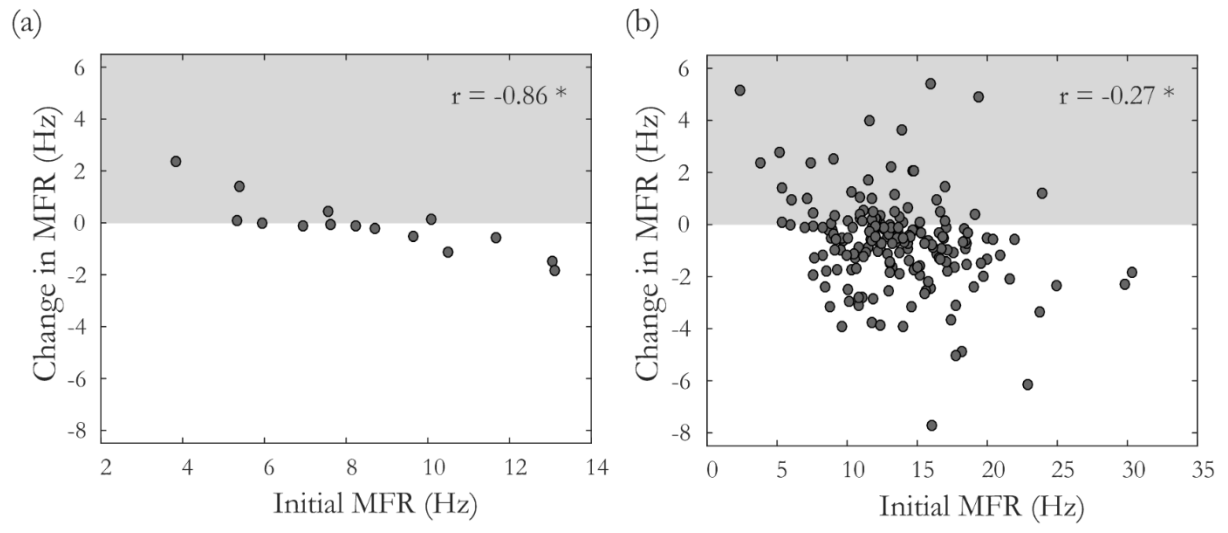 (a)
r = -0.86 *
6
4
2
0
-2
-4
-6
-8
Change in MFR (Hz)
2 4 6 8 10 12 14
Initial MFR (Hz)
(b)
r = -0.27 *
6
4
2
0
-2
-4
-6
-8
Change in MFR (Hz)
0 5 10 15 20 25 30 35
Initial MFR (Hz)